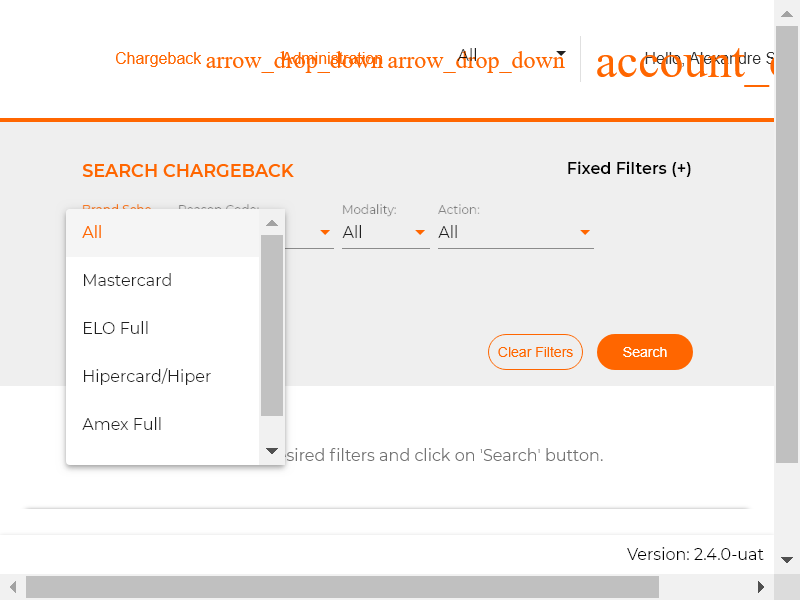 Chargeback arrow_drop_down Administration arrow_drop_down All account_ Hello, Alexandre S
SEARCH CHARGEBACK Fixed Filters (+)
Brand Sche Reason Code: Modality: Action:
All All All
Mastercard
ELO Full
Hipercard/Hiper
Amex Full
Clear Filters Search
sired filters and click on 'Search' button.
Version: 2.4.0-uat